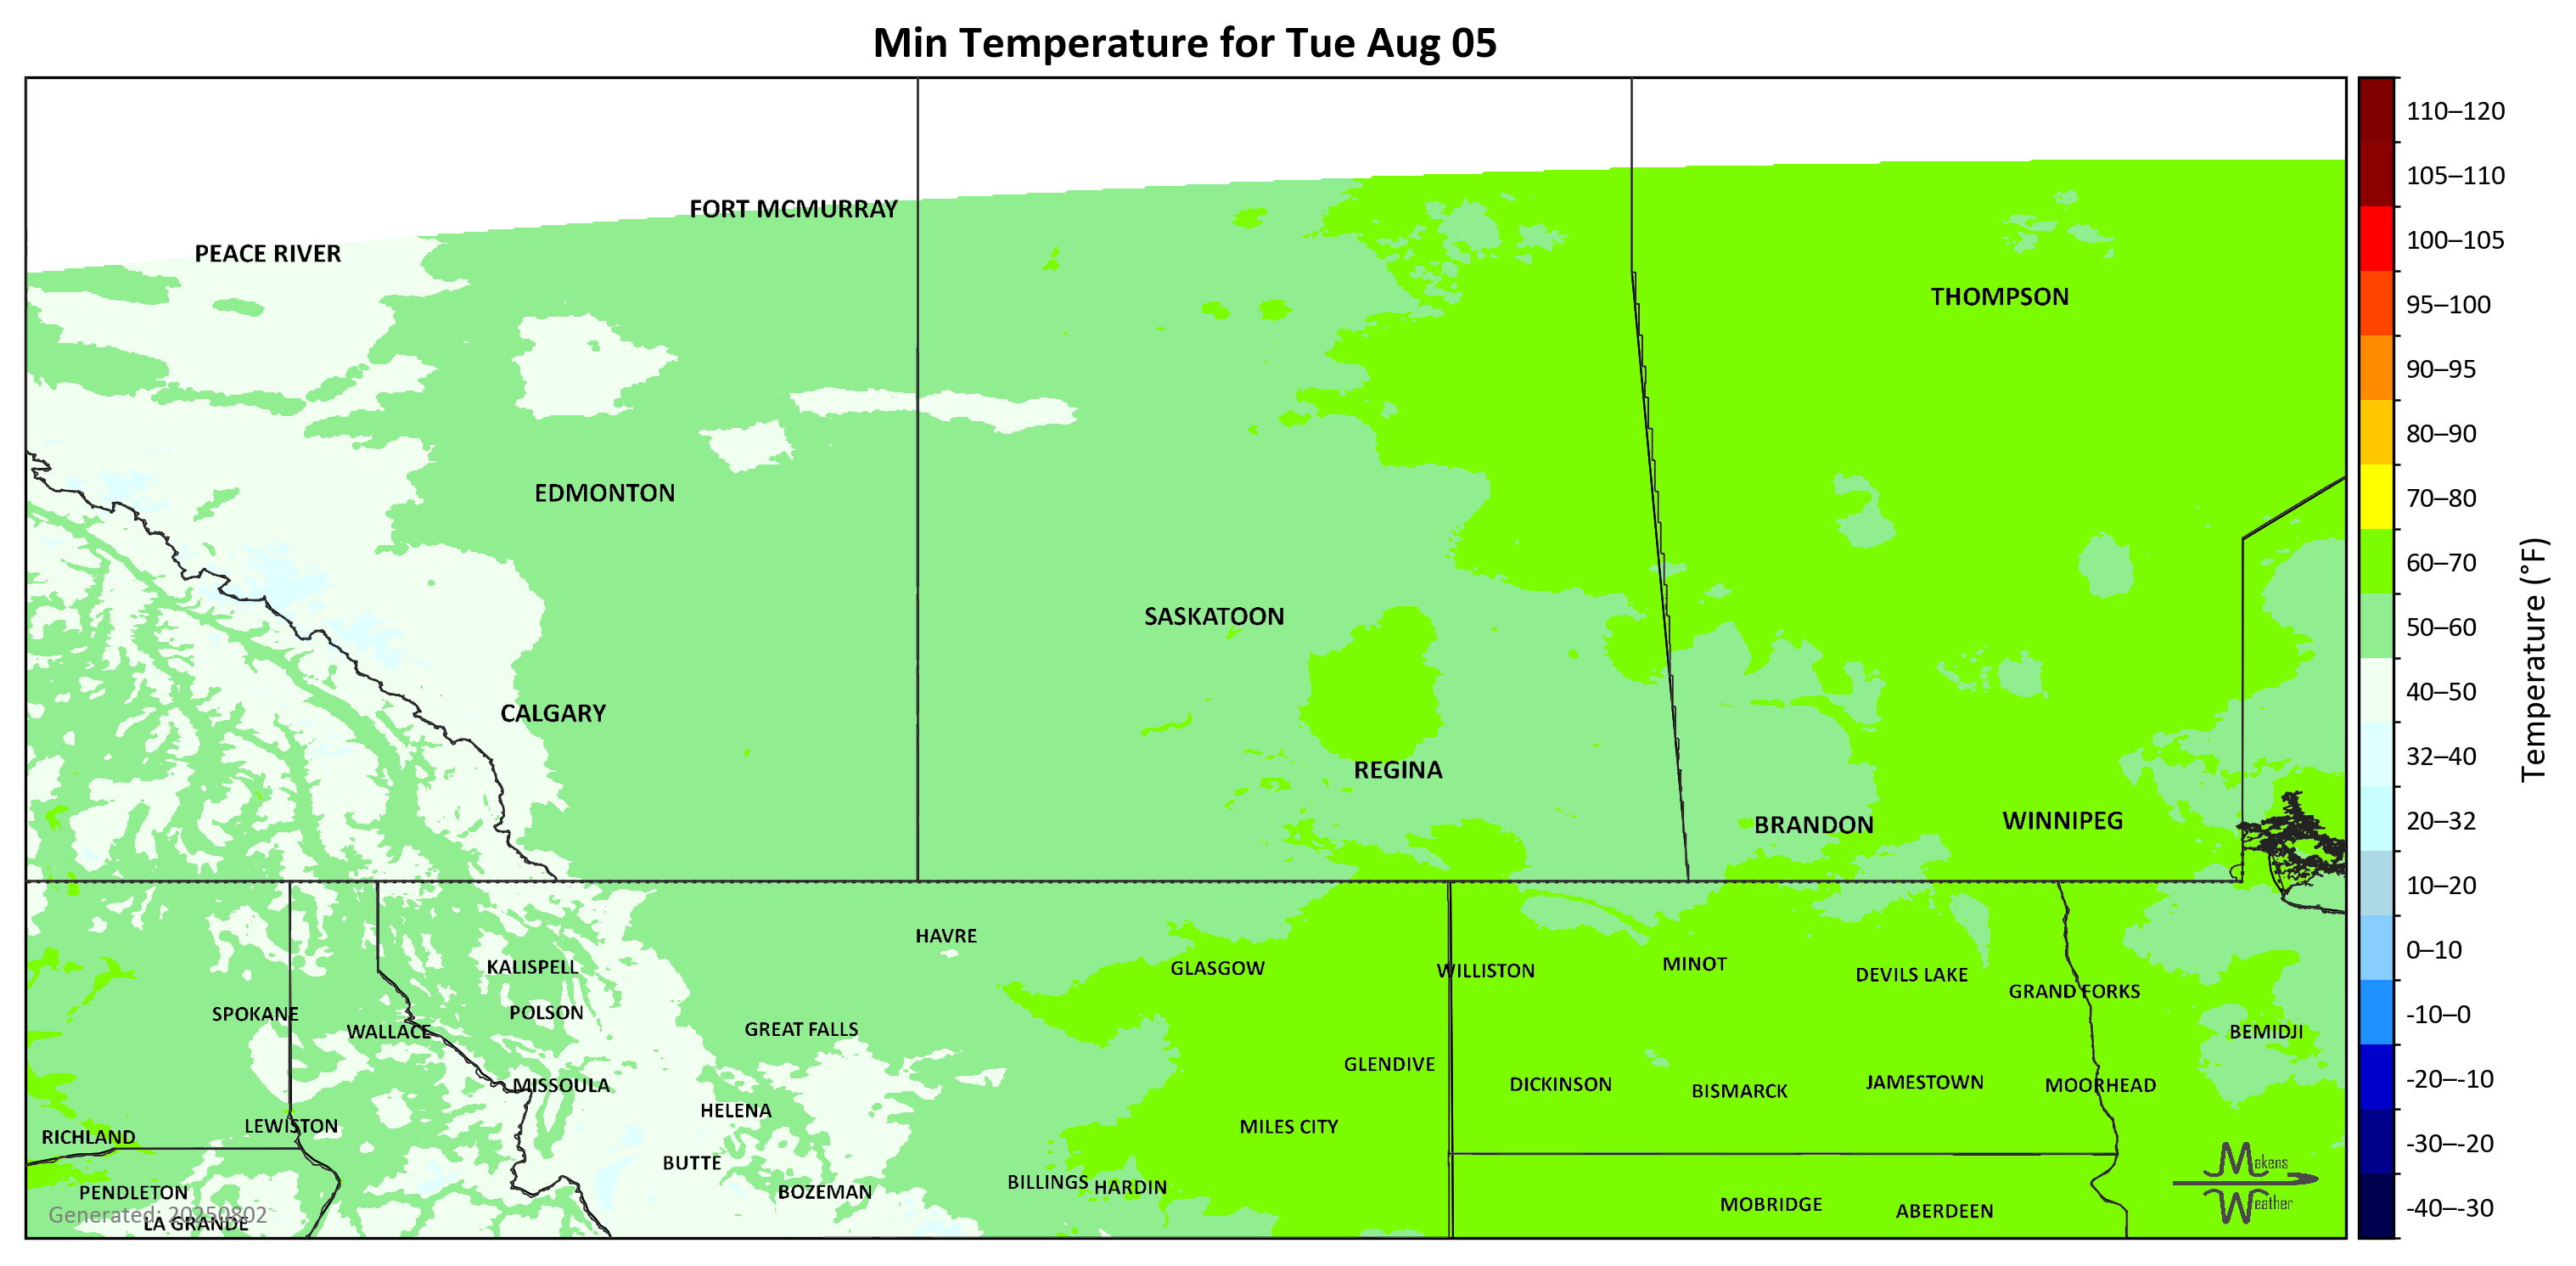 Min Temperature for Tue Aug 05
FORT MCMURRAY
PEACE RIVER
THOMPSON
EDMONTON
SASKATOON
CALGARY
REGINA
BRANDON
WINNIPEG
HAVRE
KALISPELL
GLASGOW
WILLISTON
MINOT
DEVILS LAKE
GRAND FORKS
SPOKANE
POLSON
WALLACE
GREAT FALLS
BEMIDJI
GLENDIVE
MISSOULA
DICKINSON
BISMARCK
JAMESTOWN
MOORHEAD
HELENA
LEWISTON
MILES CITY
RICHLAND
BUTTE
BILLINGS
HARDIN
PENDLETON
BOZEMAN
MOBRIDGE
ABERDEEN
Generated: 20250802
LA GRANDE
Makens
Weather
110–120
105–110
100–105
95–100
90–95
80–90
70–80
60–70
50–60
40–50
32–40
20–32
10–20
0–10
-10–0
-20–-10
-30–-20
-40–-30
Temperature (°F)